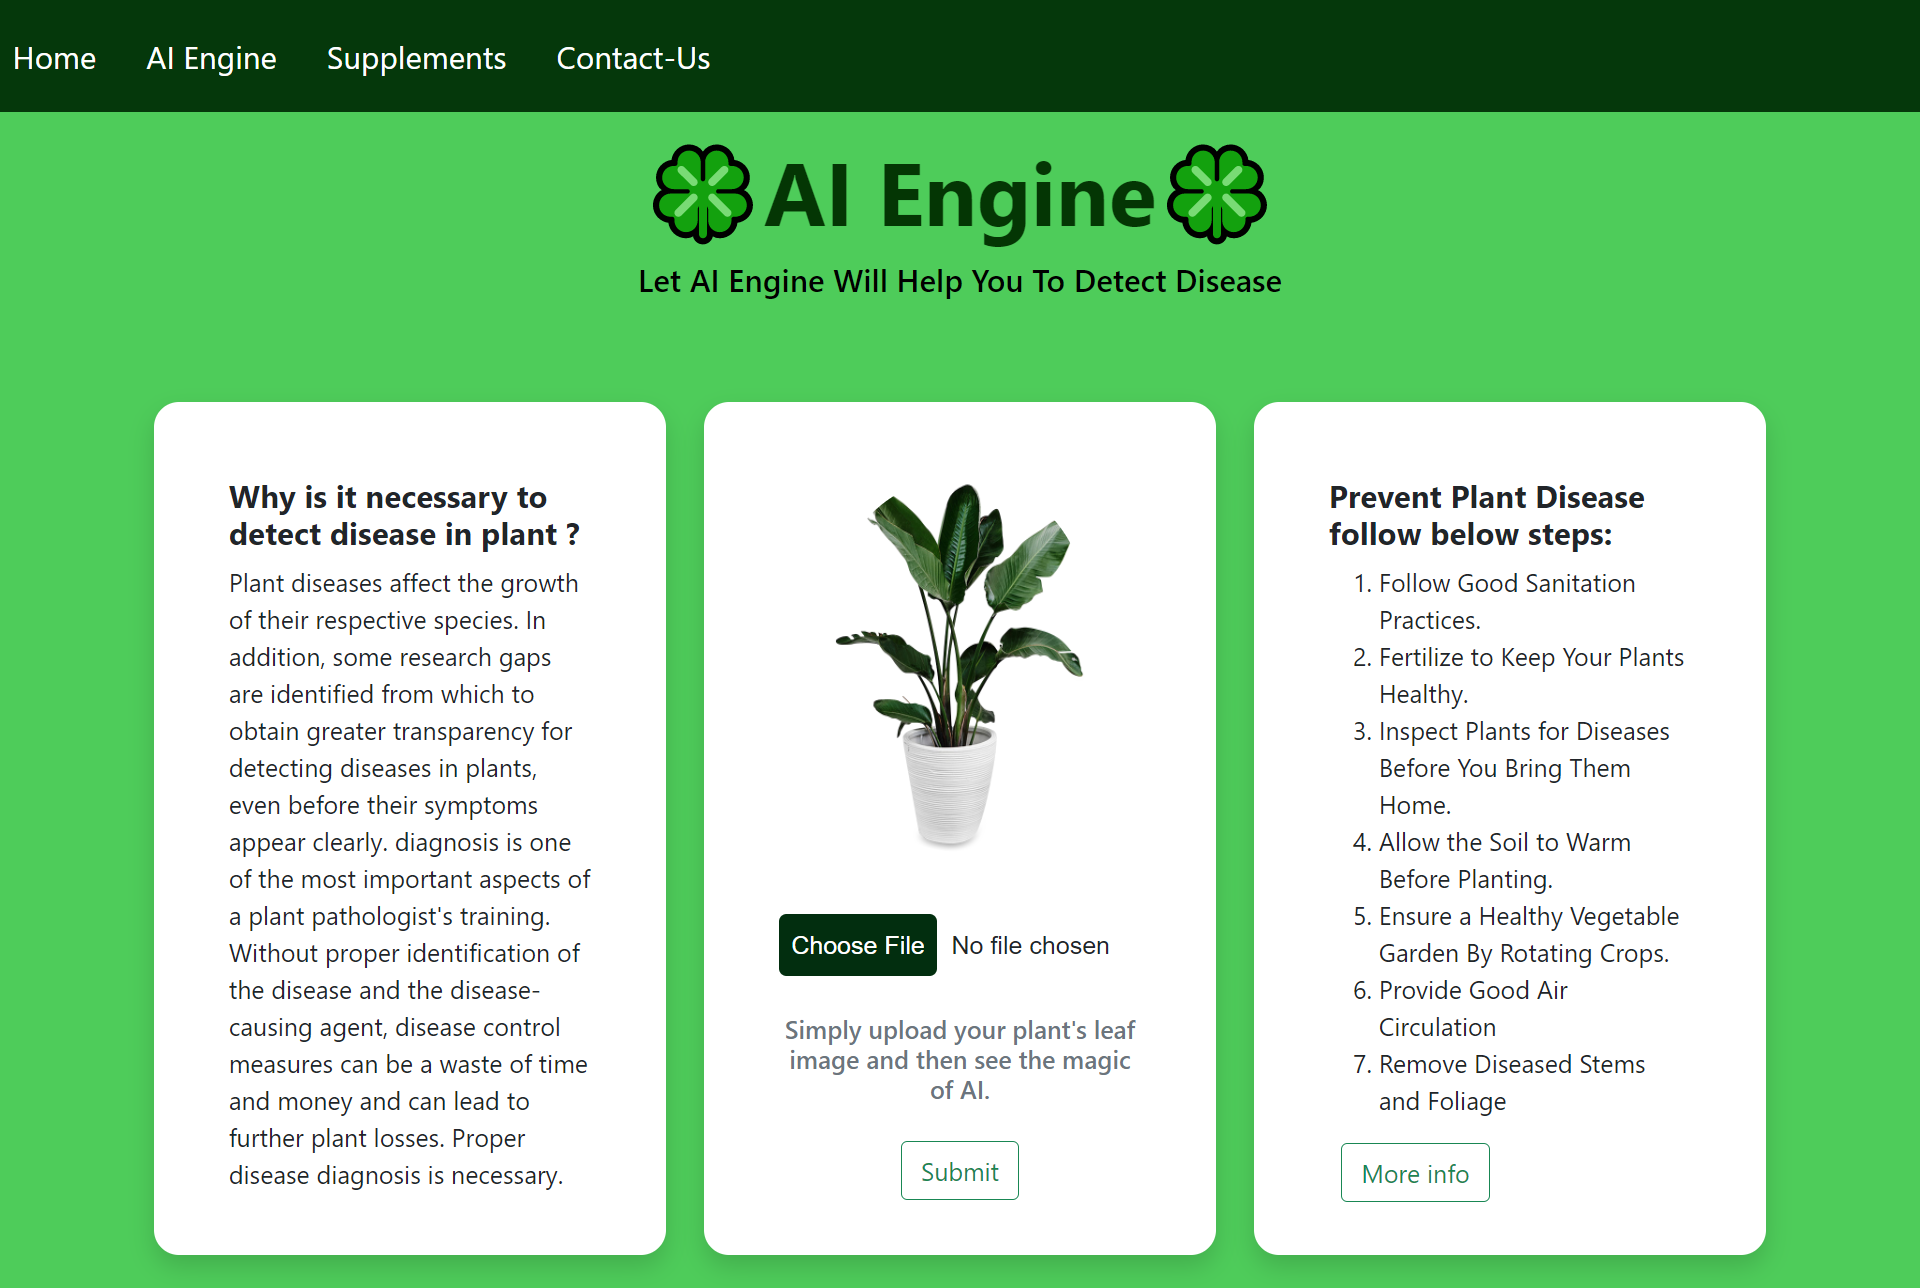 Home AI Engine Supplements Contact-Us
AI Engine
Let AI Engine Will Help You To Detect Disease
Why is it necessary to
detect disease in plant ?
Plant diseases affect the growth
of their respective species. In
addition, some research gaps
are identified from which to
obtain greater transparency for
detecting diseases in plants,
even before their symptoms
appear clearly. diagnosis is one
of the most important aspects of
a plant pathologist's training.
Without proper identification of
the disease and the disease-
causing agent, disease control
measures can be a waste of time
and money and can lead to
further plant losses. Proper
disease diagnosis is necessary.
Choose File No file chosen
Simply upload your plant's leaf
image and then see the magic
of AI.
Submit
Prevent Plant Disease
follow below steps:
1. Follow Good Sanitation
Practices.
2. Fertilize to Keep Your Plants
Healthy.
3. Inspect Plants for Diseases
Before You Bring Them
Home.
4. Allow the Soil to Warm
Before Planting.
5. Ensure a Healthy Vegetable
Garden By Rotating Crops.
6. Provide Good Air
Circulation
7. Remove Diseased Stems
and Foliage
More info